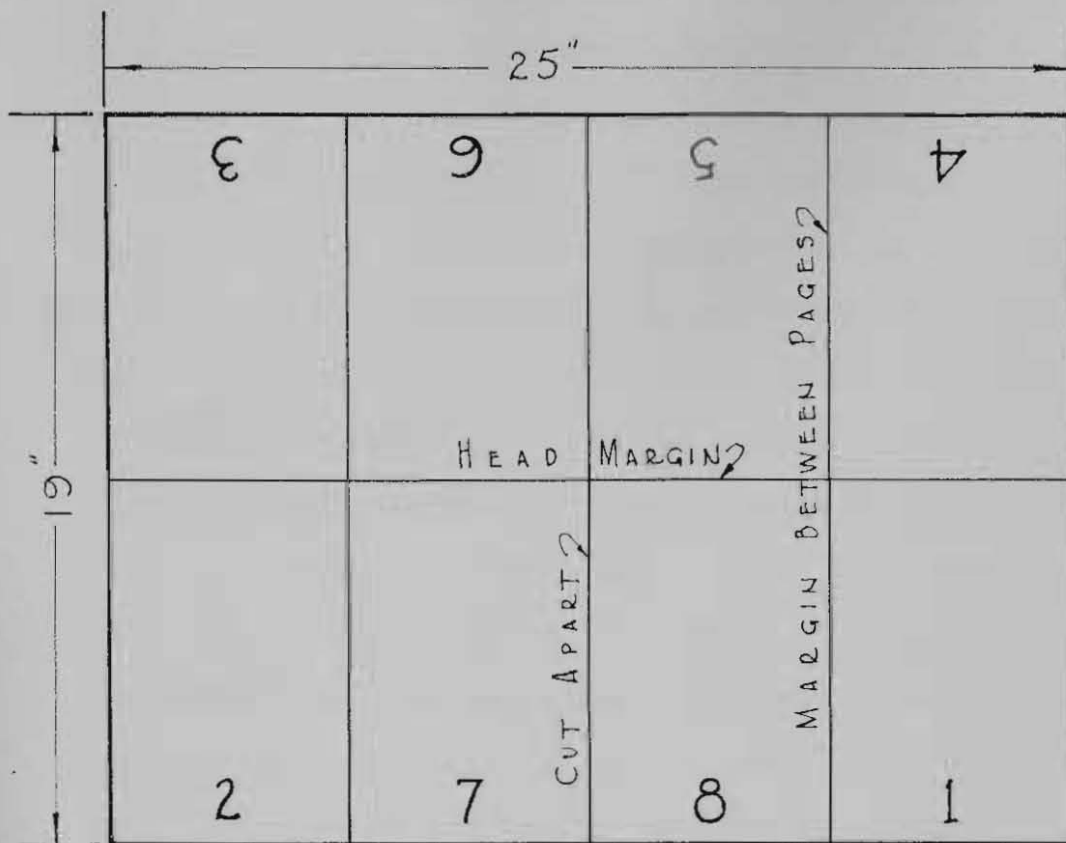 25"
3 6 5 4
19"
HEAD MARGIN
MARGIN BETWEEN PAGES
CUT APART
2 7 8 1